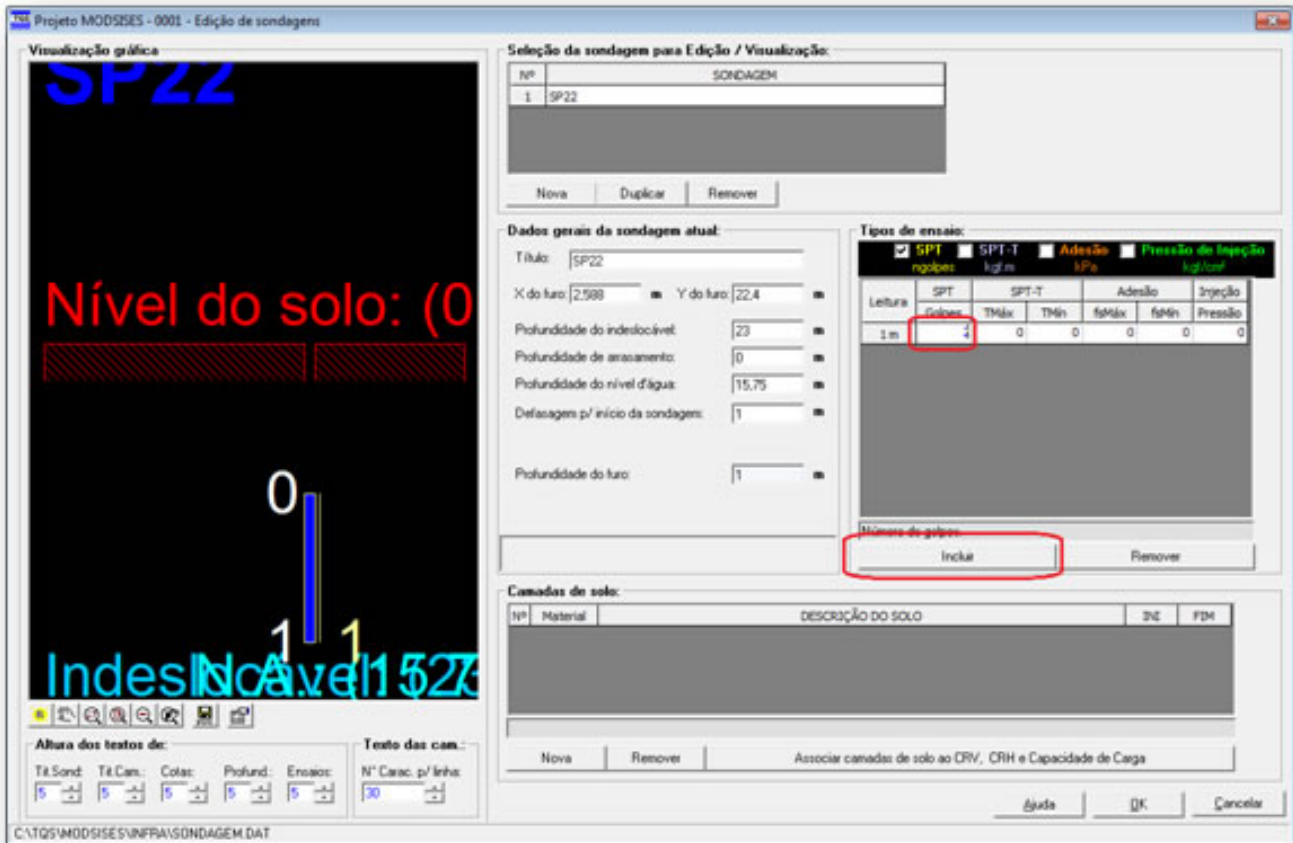 TQS Projeto MODSISES - 0001 - Edição de sondagens
Visualização gráfica
SP22
Nível do solo: (0
0
1 1
Altura dos textos de:
Tit.Sond: Tit.Cam.: Cotas: Profund.: Ensaios:
5 5 5 5 5
Texto das cam.:
N° Carac. p/ linha:
30
Seleção da sondagem para Edição / Visualização:
Nº SONDAGEM
1 SP22
Nova Duplicar Remover
Dados gerais da sondagem atual:
Título: SP22
X do furo: 2,588 m Y do furo: 22,4 m
Profundidade do indeslocável: 23 m
Profundidade de arrasamento: 0 m
Profundidade do nível d'água: 15,75 m
Defasagem p/ início da sondagem: 1 m
Profundidade do furo: 1 m
Tipos de ensaio:
SPT SPT-T Adesão Pressão de Injeção
ngolpes kgf.m kPa kgf/cm²
Leitura SPT SPT-T Adesão Injeção
Golpes TMáx TMín fsMáx fsMín Pressão
1 m 4 0 0 0 0 0
Número de golpes.
Incluir Remover
Camadas de solo:
Nº Material DESCRIÇÃO DO SOLO INI FIM
Nova Remover Associar camadas de solo ao CRV, CRH e Capacidade de Carga
Ajuda OK Cancelar
C:\TQS\MODSISES\INFRA\SONDAGEM.DAT